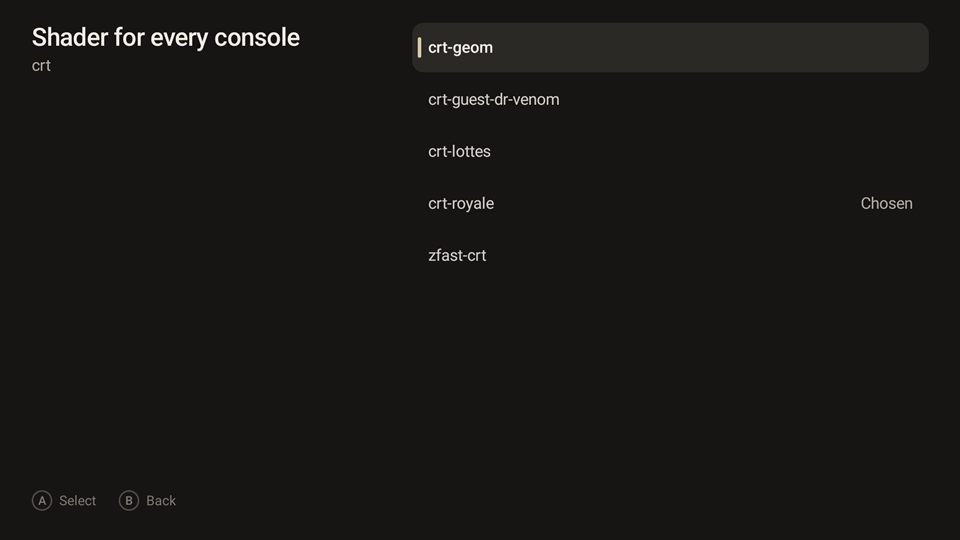 Shader for every console
crt
crt-geom
crt-guest-dr-venom
crt-lottes
crt-royale Chosen
zfast-crt
A Select B Back